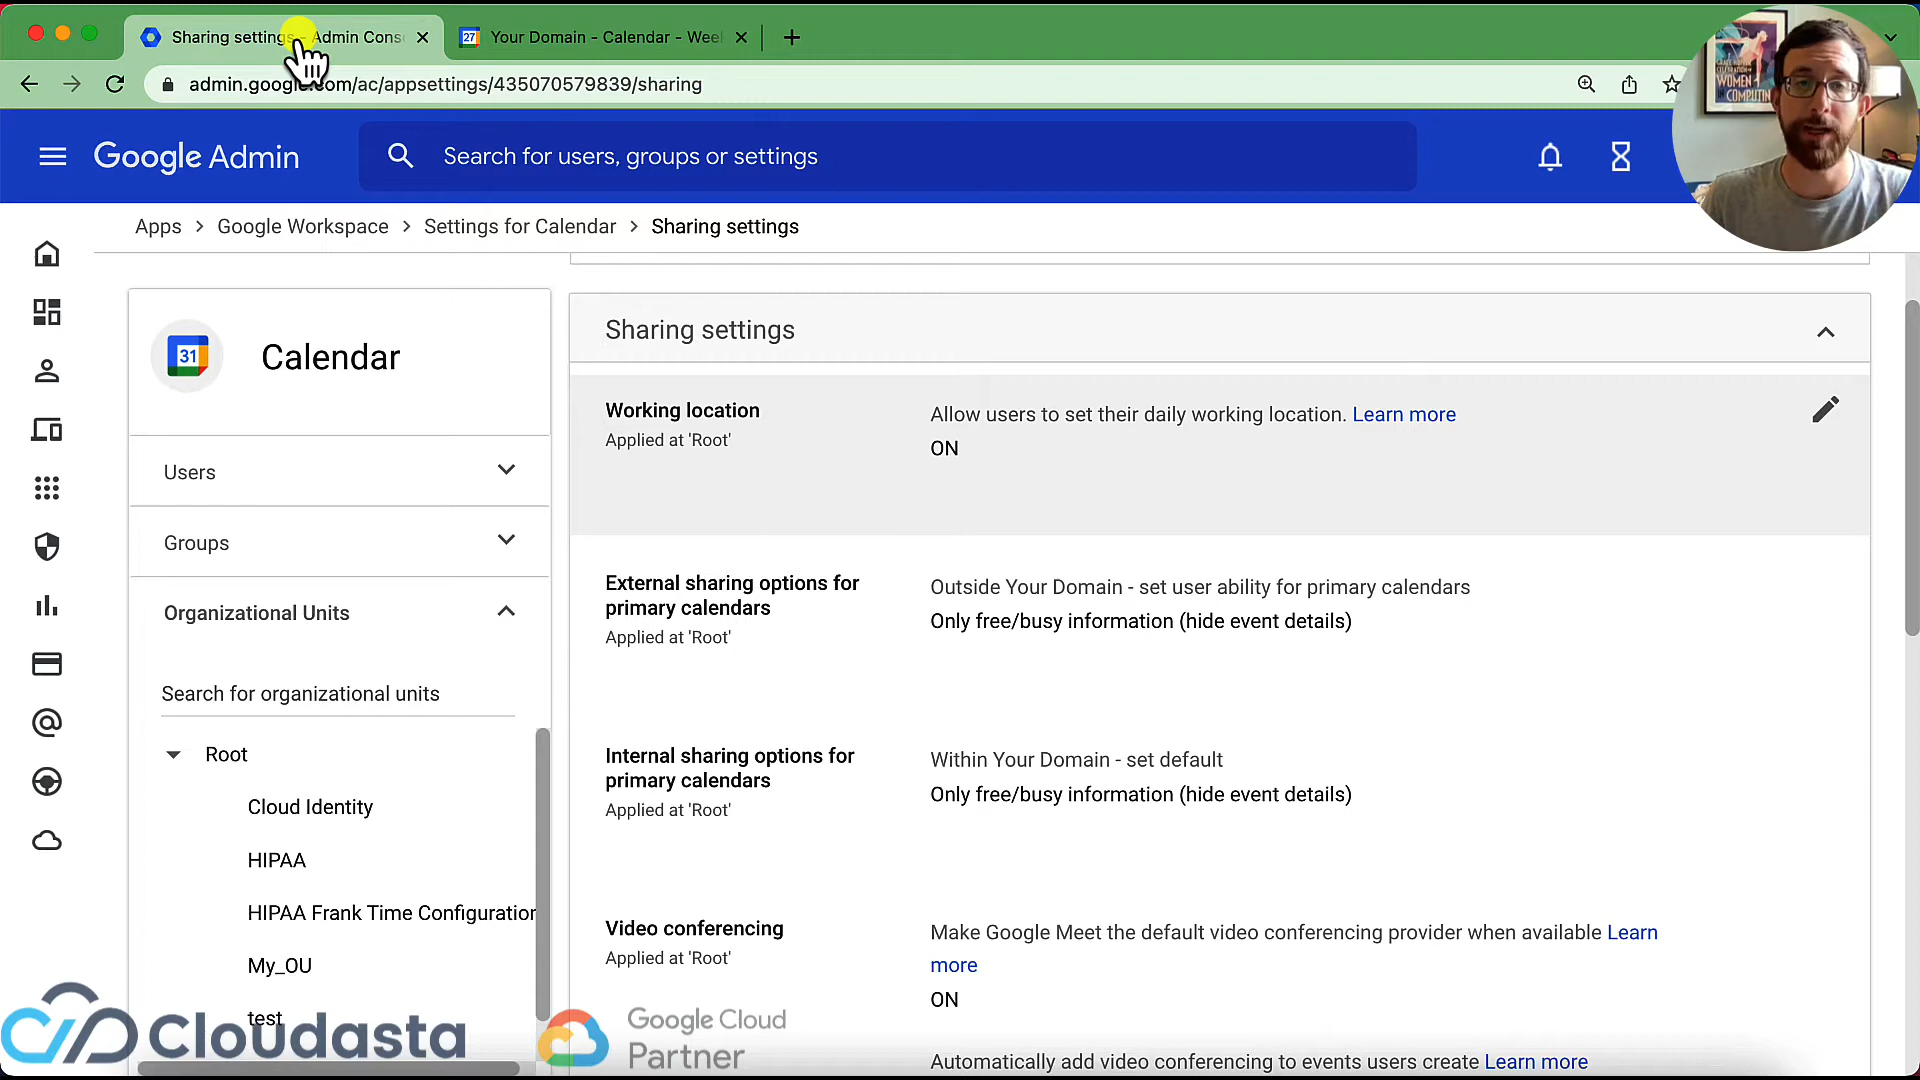 Sharing settings - Admin Conso
27 Your Domain - Calendar - Wee
admin.google.com/ac/appsettings/435070579839/sharing
WOMEN
COMPUTIN
Google Admin
Search for users, groups or settings
Apps > Google Workspace > Settings for Calendar > Sharing settings
31 Calendar
Users
Groups
Organizational Units
Search for organizational units
Root
Cloud Identity
HIPAA
HIPAA Frank Time Configuration
My_OU
test
Sharing settings
Working location
Applied at 'Root'
Allow users to set their daily working location. Learn more
ON
External sharing options for
primary calendars
Applied at 'Root'
Outside Your Domain - set user ability for primary calendars
Only free/busy information (hide event details)
Internal sharing options for
primary calendars
Applied at 'Root'
Within Your Domain - set default
Only free/busy information (hide event details)
Video conferencing
Applied at 'Root'
Make Google Meet the default video conferencing provider when available Learn
more
ON
Automatically add video conferencing to events users create Learn more
Cloudasta
Google Cloud
Partner